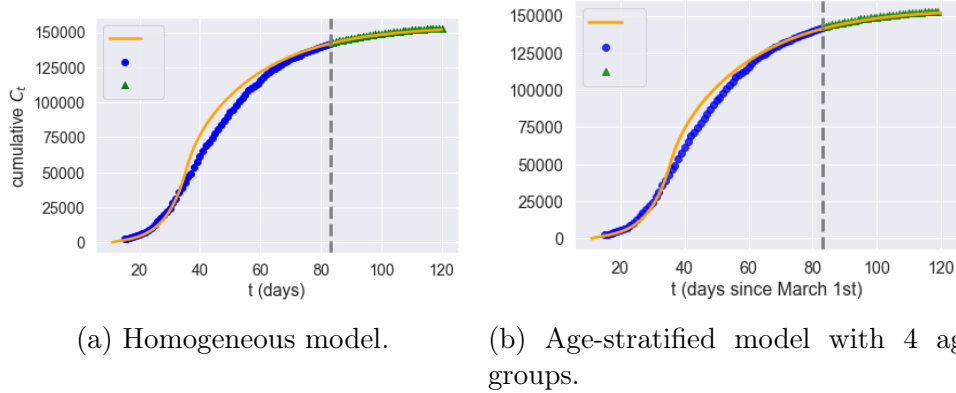 150000
125000
100000
75000
50000
25000
0
cumulative C_t
20 40 60 80 100 120
t (days)
(a) Homogeneous model.
150000
125000
100000
75000
50000
25000
0
20 40 60 80 100 120
t (days since March 1st)
(b) Age-stratified model with 4 ag
groups.